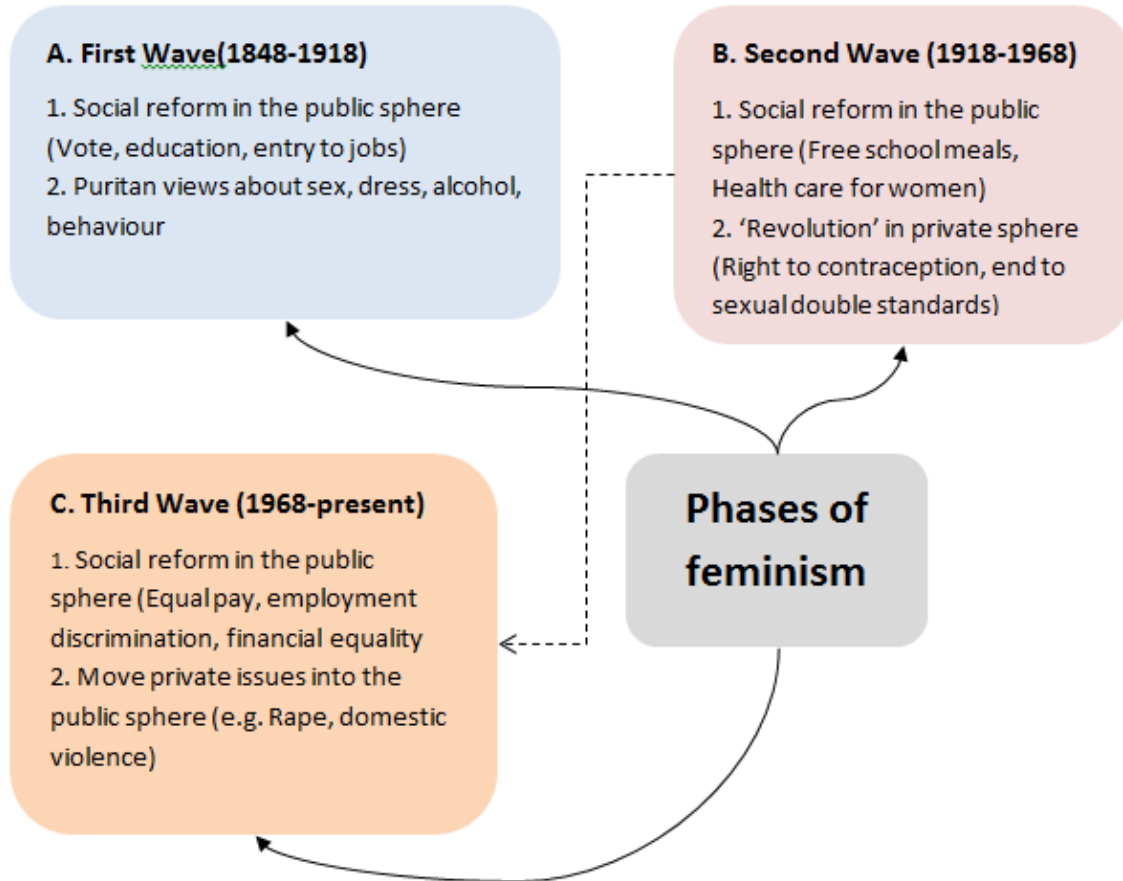 A. First Wave(1848-1918)
1. Social reform in the public sphere
(Vote, education, entry to jobs)
2. Puritan views about sex, dress, alcohol,
behaviour
B. Second Wave (1918-1968)
1. Social reform in the public
sphere (Free school meals,
Health care for women)
2. ‘Revolution’ in private sphere
(Right to contraception, end to
sexual double standards)
C. Third Wave (1968-present)
1. Social reform in the public
sphere (Equal pay, employment
discrimination, financial equality
2. Move private issues into the
public sphere (e.g. Rape, domestic
violence)
Phases of
feminism